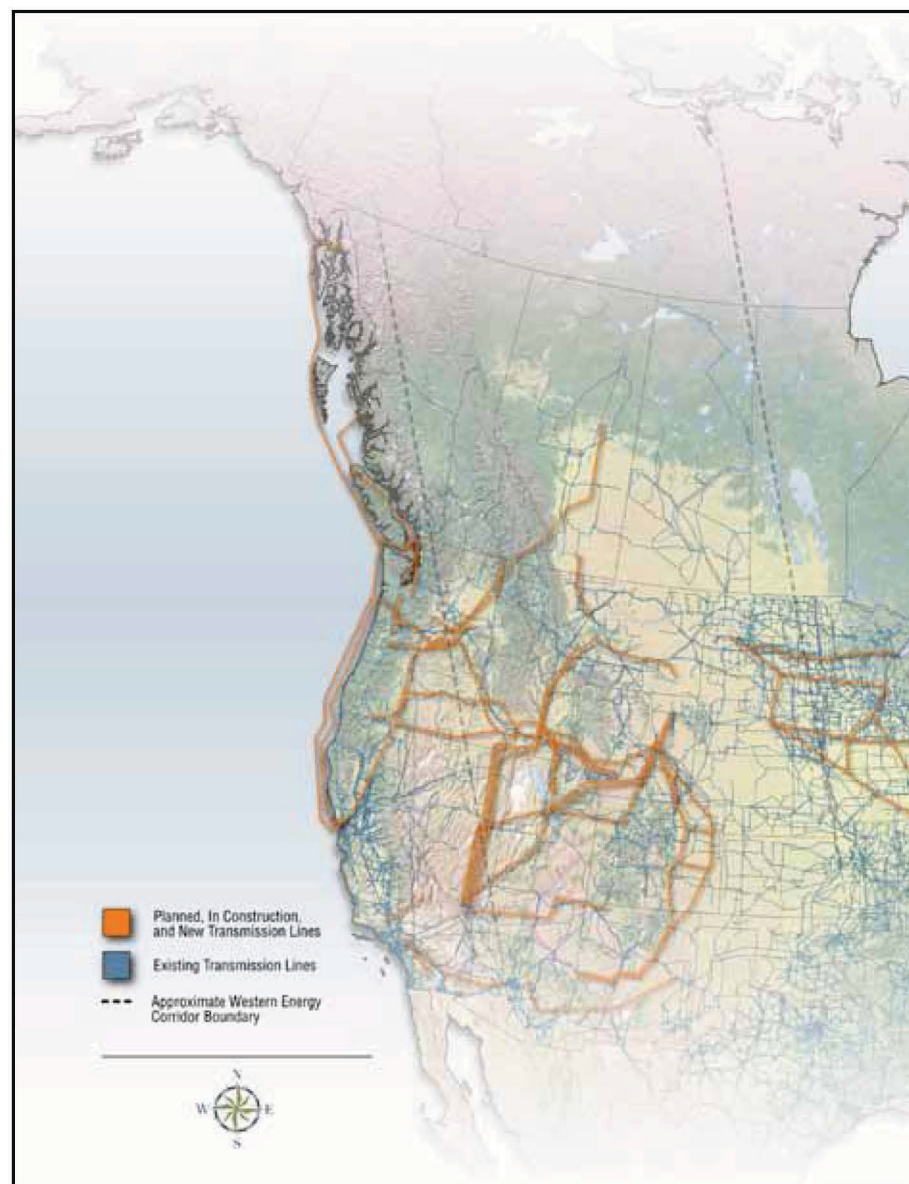 Planned, In Construction,
and New Transmission Lines
Existing Transmission Lines
Approximate Western Energy
Corridor Boundary
N
W E
S